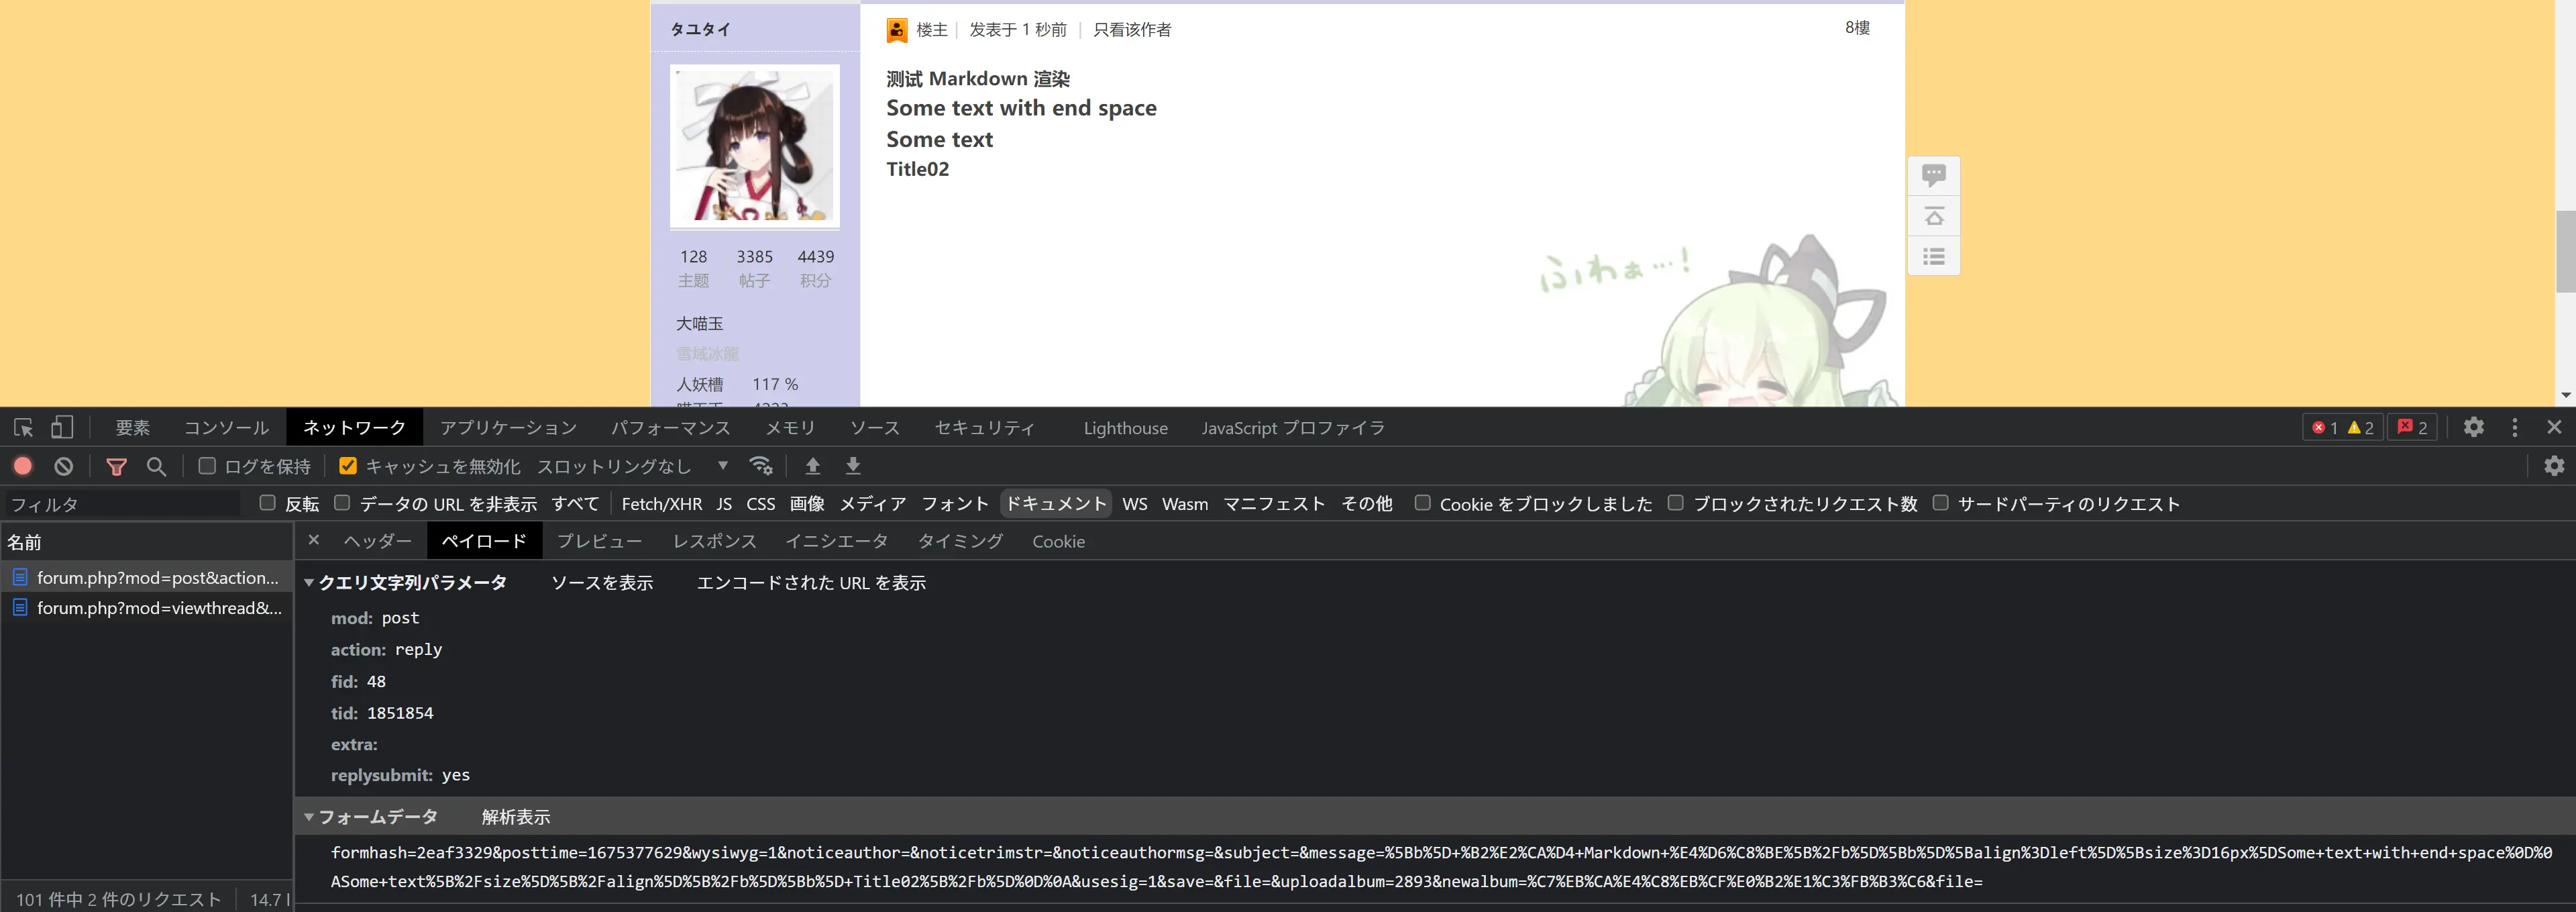 タユタイ
楼主 | 发表于 1 秒前 | 只看该作者
8樓
测试 Markdown 渲染
Some text with end space
Some text
Title02
128 3385 4439
主题 帖子 积分
大喵玉
雪域冰龍
人妖槽 117 %
ふわぁ…!
要素 コンソール ネットワーク アプリケーション パフォーマンス メモリ ソース セキュリティ Lighthouse JavaScript プロファイラ 1 2 2
ログを保持 キャッシュを無効化 スロットリングなし
フィルタ 反転 データの URL を非表示 すべて Fetch/XHR JS CSS 画像 メディア フォント ドキュメント WS Wasm マニフェスト その他 Cookie をブロックしました ブロックされたリクエスト数 サードパーティのリクエスト
名前
forum.php?mod=post&action...
forum.php?mod=viewthread&...
× ヘッダー ペイロード プレビュー レスポンス イニシエータ タイミング Cookie
クエリ文字列パラメータ ソースを表示 エンコードされた URL を表示
mod: post
action: reply
fid: 48
tid: 1851854
extra:
replysubmit: yes
フォームデータ 解析表示
formhash=2eaf3329&posttime=1675377629&wysiwyg=1&noticeauthor=&noticetrimstr=&noticeauthormsg=&subject=&message=%5Bb%5D+%B2%E2%CA%D4+Markdown+%E4%D6%C8%BE%5B%2Fb%5D%5Bb%5D%5Balign%3Dleft%5D%5Bsize%3D16px%5DSome+text+with+end+space%0D%0
ASome+text%5B%2Fsize%5D%5B%2Falign%5D%5B%2Fb%5D%5Bb%5D+Title02%5B%2Fb%5D%0D%0A&usesig=1&save=&file=&uploadalbum=2893&newalbum=%C7%EB%CA%E4%C8%EB%CF%E0%B2%E1%C3%FB%B3%C6&file=
101 件中 2 件のリクエスト 14.7